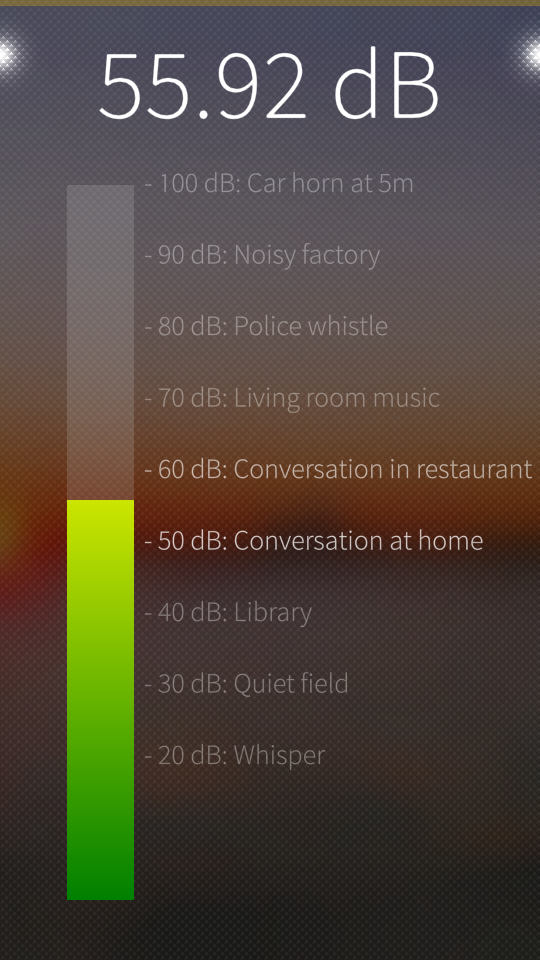 55.92 dB
- 100 dB: Car horn at 5m
- 90 dB: Noisy factory
- 80 dB: Police whistle
- 70 dB: Living room music
- 60 dB: Conversation in restaurant
- 50 dB: Conversation at home
- 40 dB: Library
- 30 dB: Quiet field
- 20 dB: Whisper